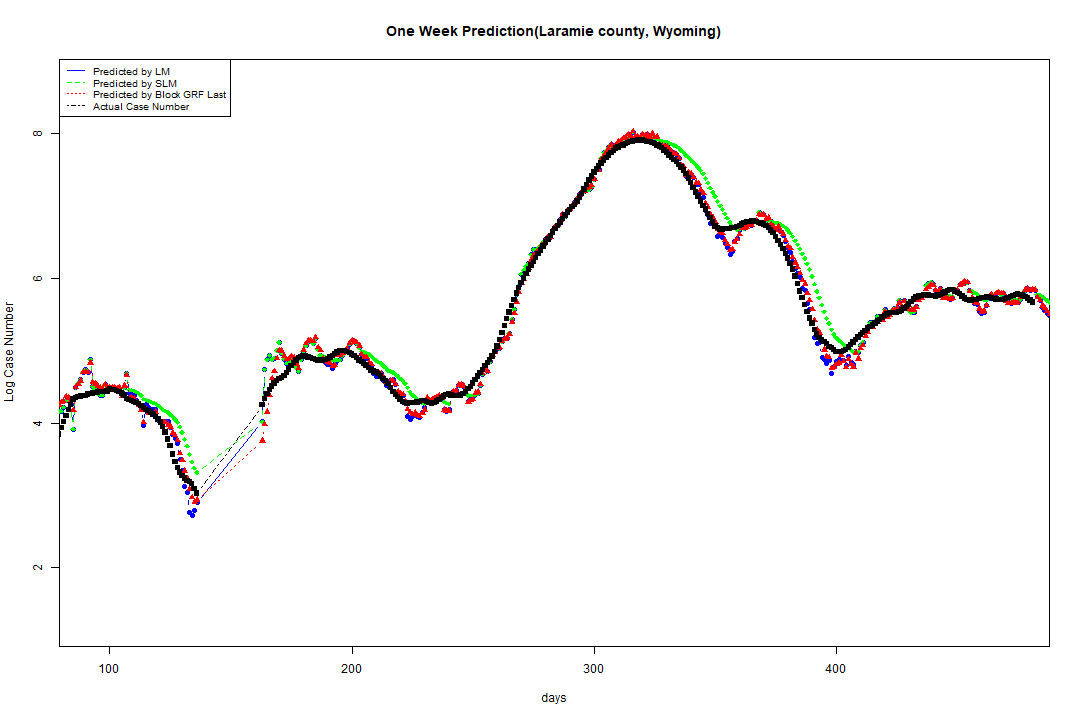 One Week Prediction(Laramie county, Wyoming)
Predicted by LM
Predicted by SLM
Predicted by Block GRF Last
Actual Case Number
8
6
4
2
Log Case Number
100 200 300 400
days